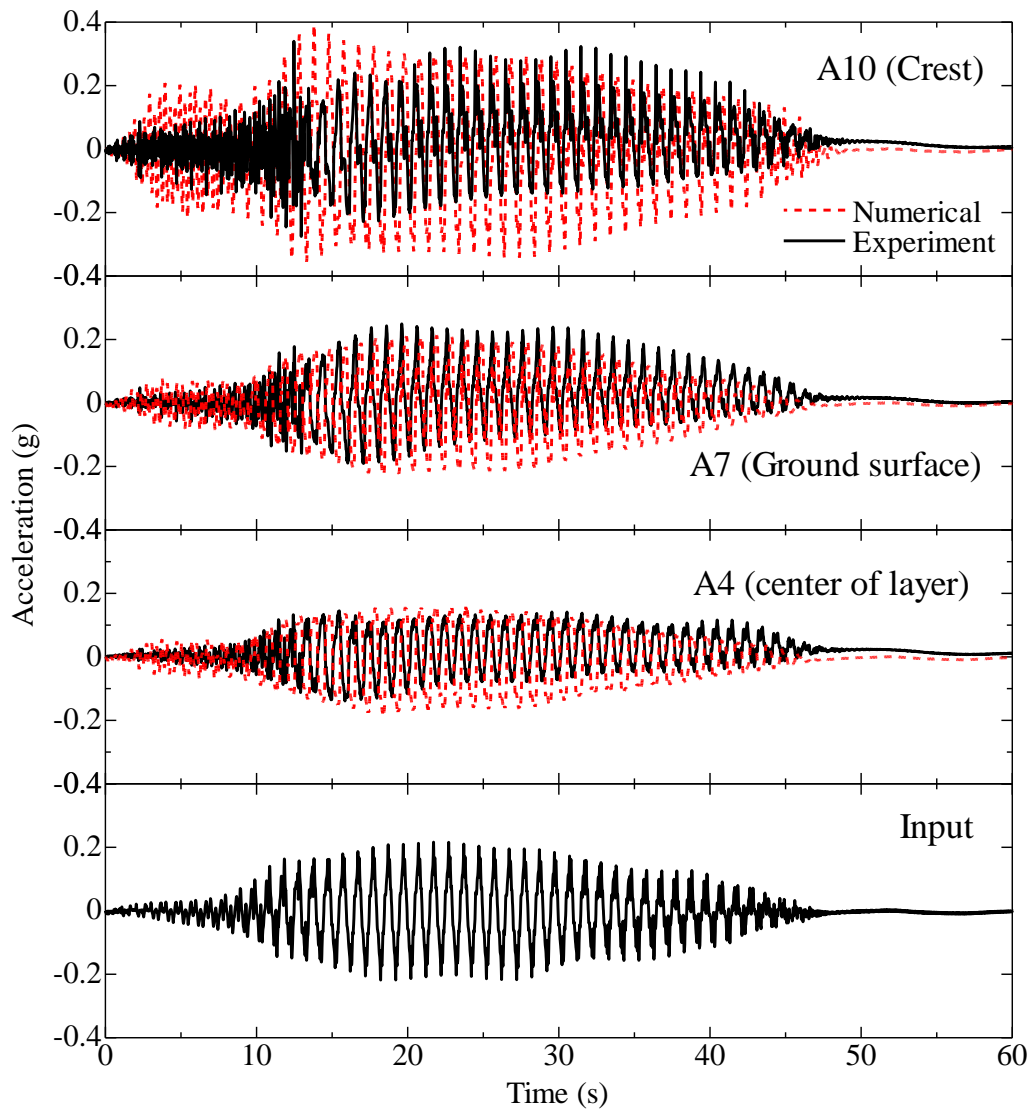 0.4
A10 (Crest)
0.2
0
-0.2
Numerical
Experiment
-0.4
0.2
0
-0.2
A7 (Ground surface)
-0.4
Acceleration (g)
0.2
A4 (center of layer)
0
-0.2
-0.4
Input
0.2
0
-0.2
-0.4
0 10 20 30 40 50 60
Time (s)